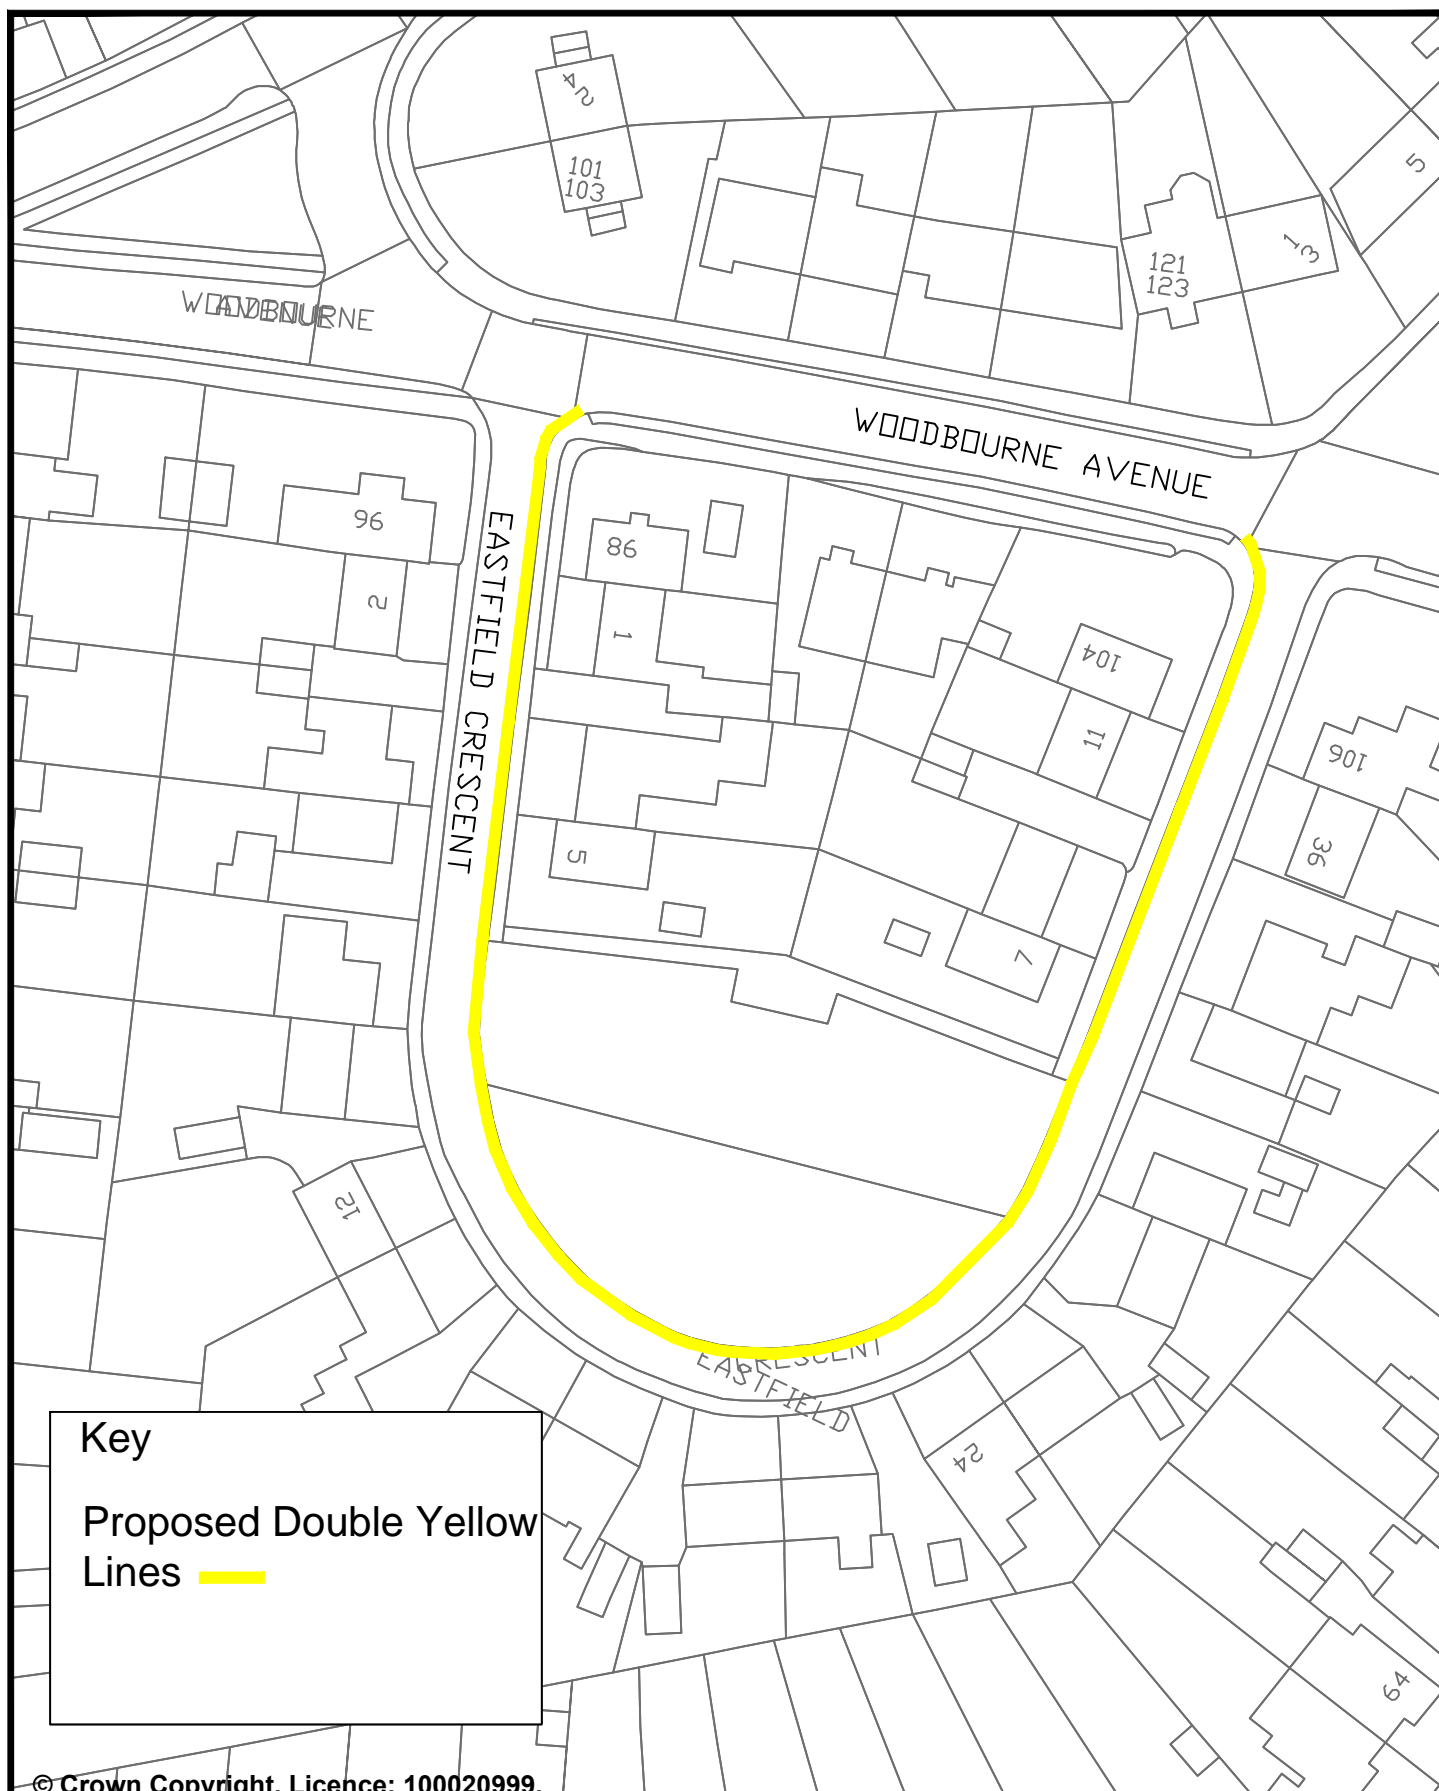 24
101
103
5
121
123
13
WOODBOURNE
AVENUE
WOODBOURNE AVENUE
96
EASTFIELD CRESCENT
86
2
1
104
11
106
36
5
7
12
CRESCENT
EASTFIELD
24
64
Key
Proposed Double Yellow
Lines
© Crown Copyright. Licence: 100020999.